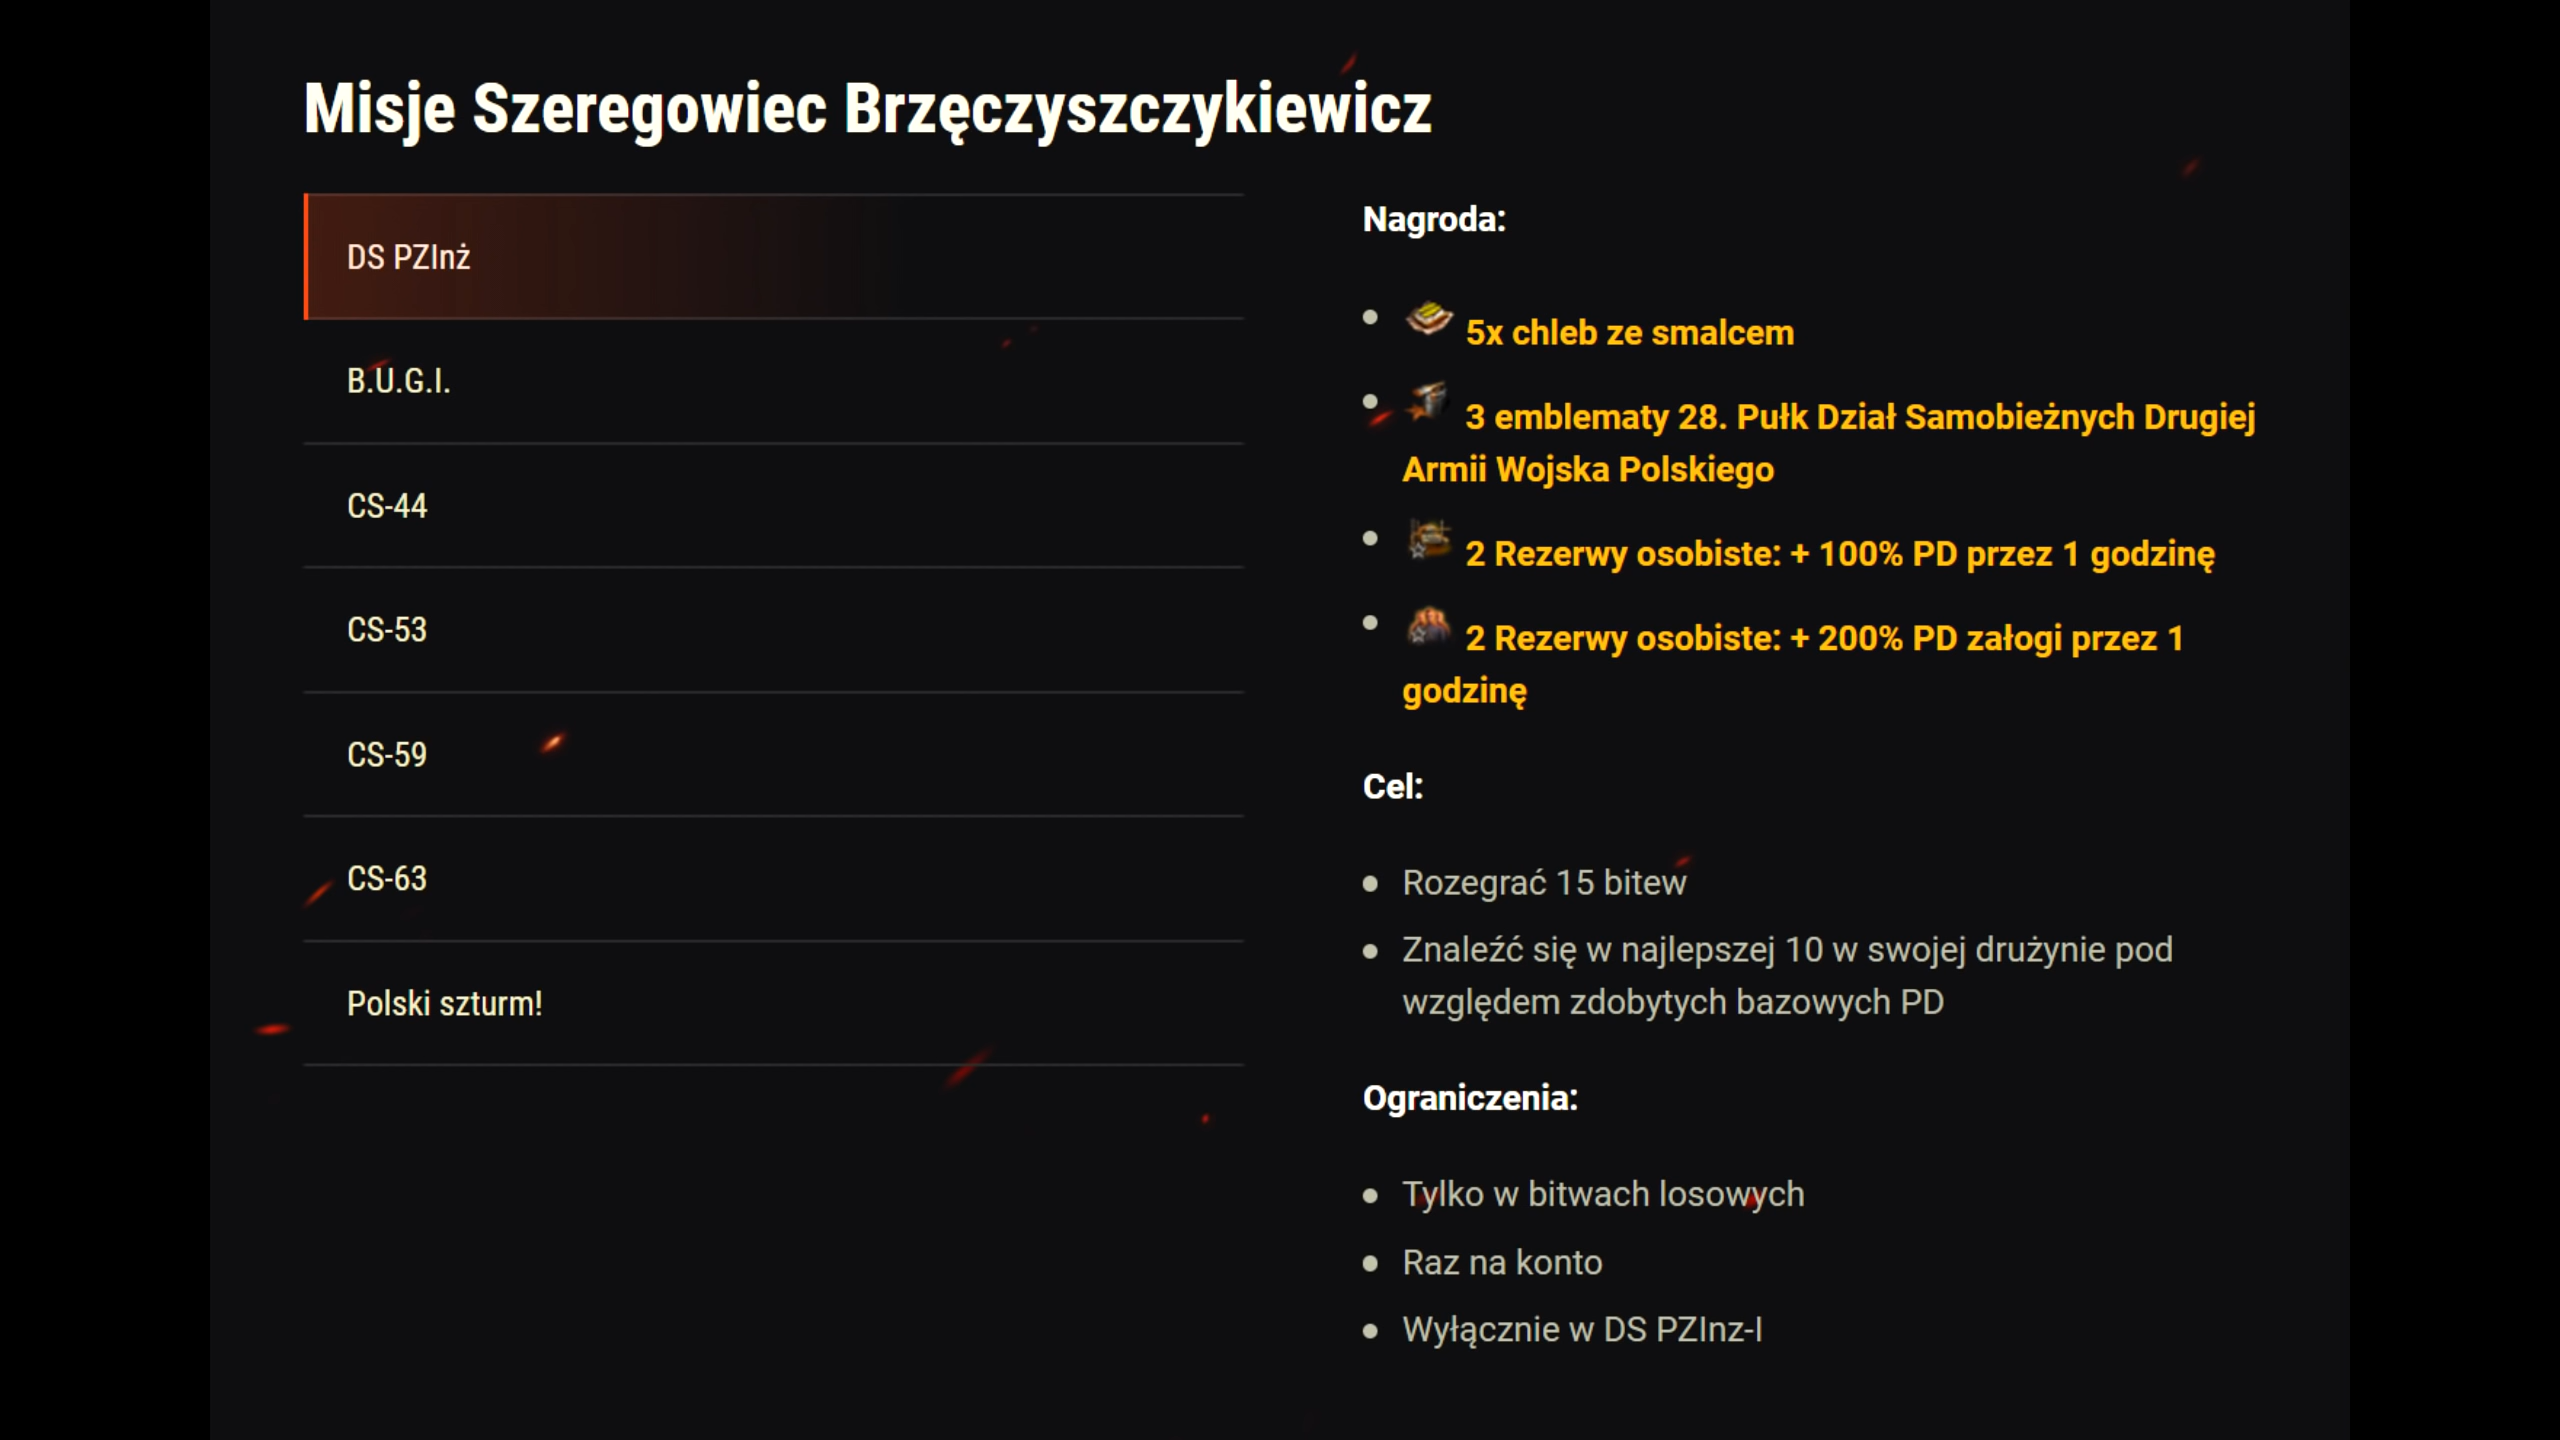 Misje Szeregowiec Brzęczyszczykiewicz
DS PZInż
B.U.G.I.
CS-44
CS-53
CS-59
CS-63
Polski szturm!
Nagroda:
5x chleb ze smalcem
3 emblematy 28. Pułk Dział Samobieżnych Drugiej
Armii Wojska Polskiego
2 Rezerwy osobiste: + 100% PD przez 1 godzinę
2 Rezerwy osobiste: + 200% PD załogi przez 1
godzinę
Cel:
Rozegrać 15 bitew
Znaleźć się w najlepszej 10 w swojej drużynie pod
względem zdobytych bazowych PD
Ograniczenia:
Tylko w bitwach losowych
Raz na konto
Wyłącznie w DS PZInz-I